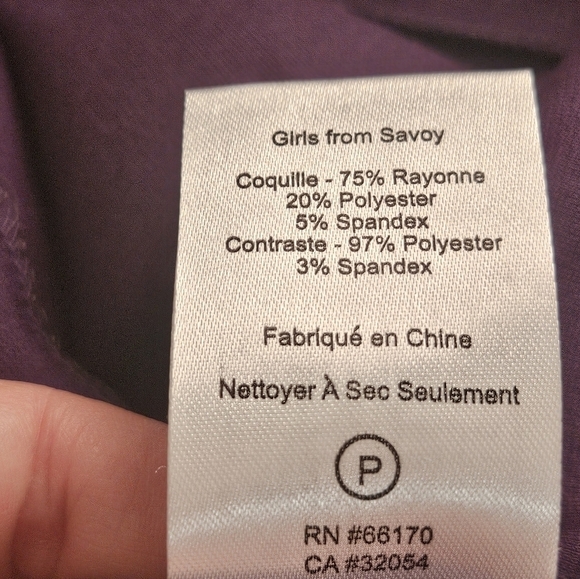 Girls from Savoy
Coquille - 75% Rayonne
20% Polyester
5% Spandex
Contraste - 97% Polyester
3% Spandex
Fabriqué en Chine
Nettoyer À Sec Seulement
P
RN #66170
CA #32054